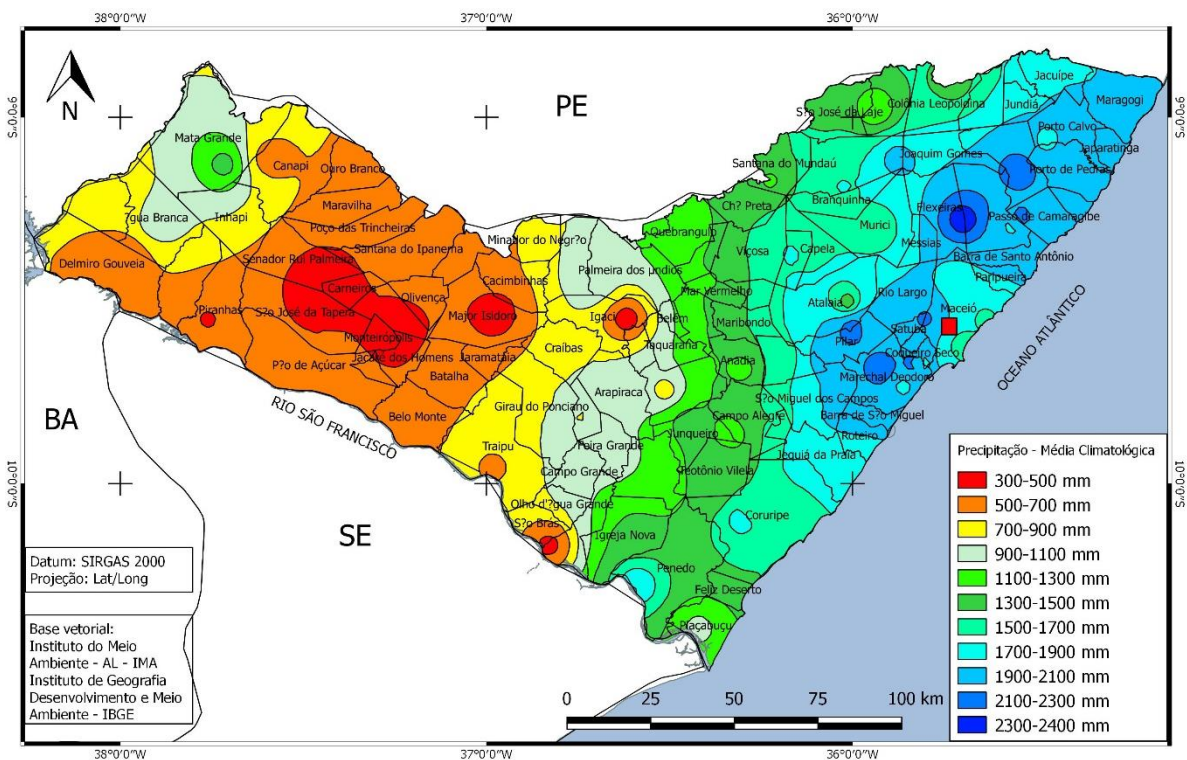 38°0'0"W 37°0'0"W 36°0'0"W
9°0'0"S
9°0'0"S
10°0'0"S
10°0'0"S
38°0'0"W 37°0'0"W 36°0'0"W
N
PE
BA
SE
RIO SÃO FRANCISCO
OCEANO ATLÂNTICO
Mata Grande
Canapi
Ouro Branco
?gua Branca
Inhapi
Maravilha
Poço das Trincheiras
Delmiro Gouveia
Senador Rui Palmeira
Santana do Ipanema
Carneiros
Olivença
Cacimbinhas
Piranhas
S?o José da Tapera
Major Isidoro
Monteirópolis
Jacaré dos Homens
Jaramataia
P?o de Açúcar
Batalha
Belo Monte
Minador do Negr?o
Palmeira dos µndios
Quebrangulo
Igaci
Belém
Mar Vermelho
Craíbas
Taquarana
Maribondo
Arapiraca
Anadia
Girau do Ponciano
Traipu
Feira Grande
Campo Grande
Junqueiro
Campo Alegre
Teotônio Vilela
Olho d'?gua Grande
S?o Brás
Igreja Nova
Penedo
Feliz Deserto
Piaçabuçu
Coruripe
Jequiá da Praia
Roteiro
Barra de S?o Miguel
S?o Miguel dos Campos
Marechal Deodoro
Coqueiro Seco
Pilar
Satuba
Maceió
Atalaia
Rio Largo
Paripueira
Barra de Santo Antônio
Messias
Murici
Capela
Viçosa
Ch? Preta
Branquinha
Santana do Mundaú
Flexeiras
Passo de Camaragibe
Joaquim Gomes
Porto de Pedras
Japaratinga
Porto Calvo
Maragogi
Jacuípe
Jundiá
Colônia Leopoldina
S?o José da Laje
Datum: SIRGAS 2000
Projeção: Lat/Long
Base vetorial:
Instituto do Meio
Ambiente - AL - IMA
Instituto de Geografia
Desenvolvimento e Meio
Ambiente - IBGE
0 25 50 75 100 km
Precipitação - Média Climatológica
300-500 mm
500-700 mm
700-900 mm
900-1100 mm
1100-1300 mm
1300-1500 mm
1500-1700 mm
1700-1900 mm
1900-2100 mm
2100-2300 mm
2300-2400 mm